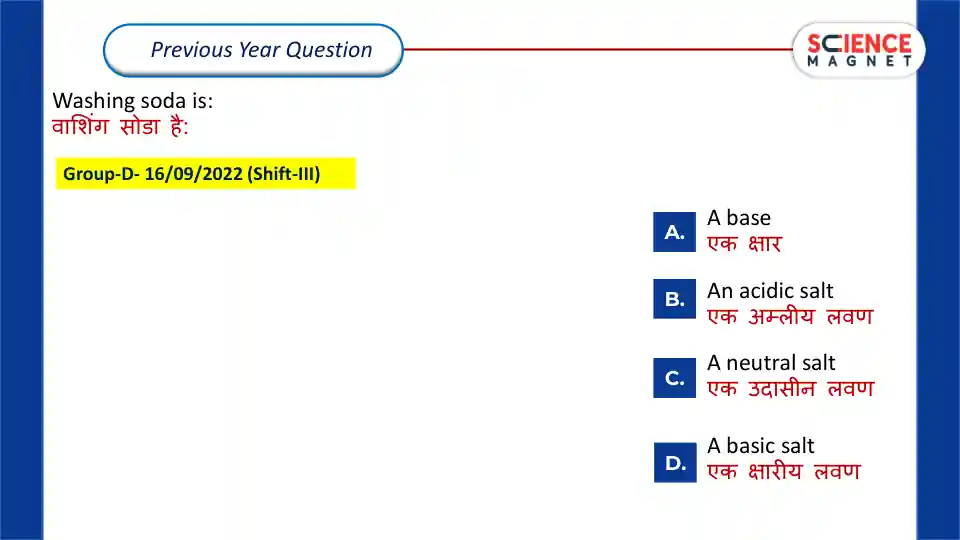 Previous Year Question
SCIENCE
MAGNET
Washing soda is:
वाशिंग सोडा है:
Group-D- 16/09/2022 (Shift-III)
A.
A base
एक क्षार
B.
An acidic salt
एक अम्लीय लवण
C.
A neutral salt
एक उदासीन लवण
D.
A basic salt
एक क्षारीय लवण